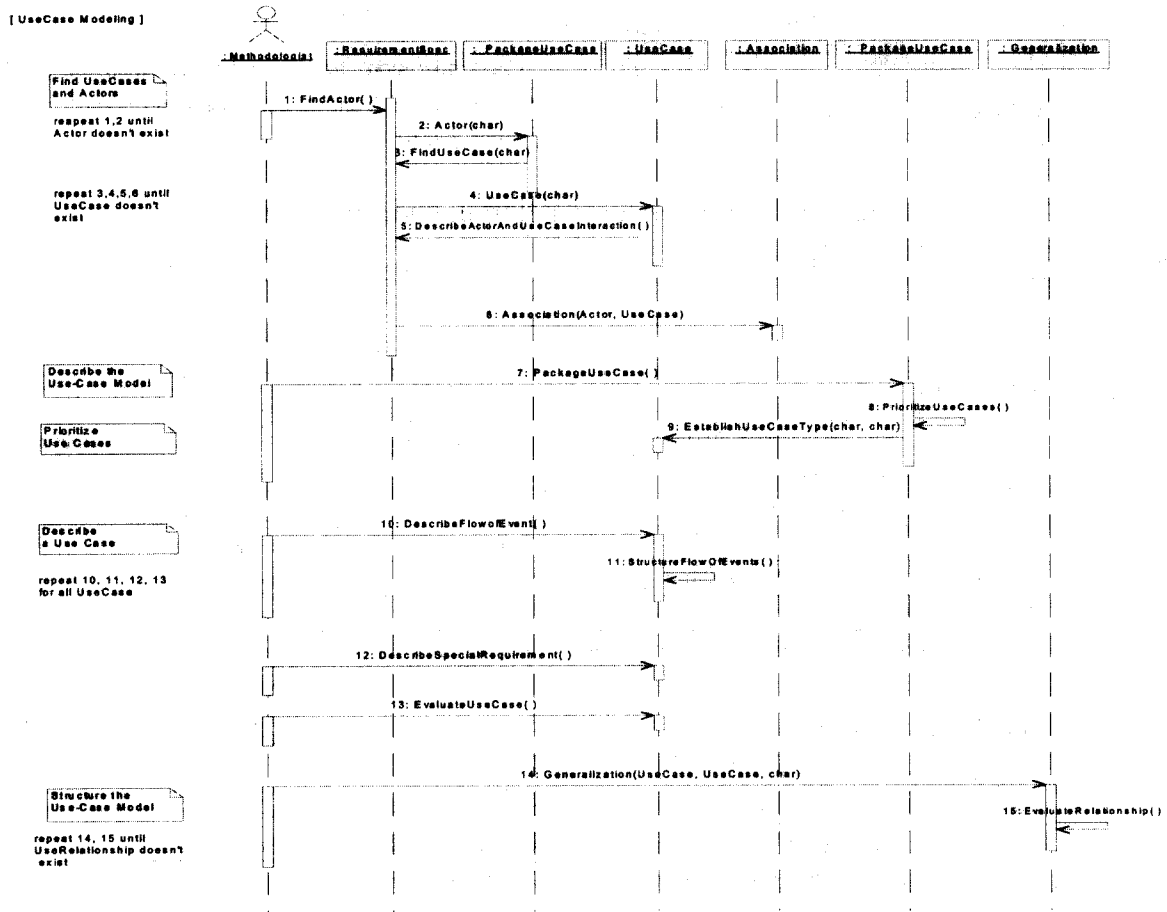 [ UseCase Modeling ]
: Methodologist
: RequirementSpec
: PackageUseCase
: UseCase
: Association
: PackageUseCase
: Generalization
Find UseCases
and Actors
1: FindActor( )
reapeat 1,2 until
Actor doesn't exist
2: Actor(char)
3: FindUseCase(char)
repeat 3,4,5,6 until
UseCase doesn't
exist
4: UseCase(char)
5: DescribeActorAndUseCaseInteraction( )
6: Association(Actor, UseCase)
Describe the
Use-Case Model
7: PackageUseCase( )
8: PrioritizeUseCases( )
Prioritize
Use Cases
9: EstablishUseCaseType(char, char)
10: DescribeFlowofEvent( )
Describe
a Use Case
11: StructureFlowOfEvents( )
repeat 10, 11, 12, 13
for all UseCase
12: DescribeSpecialRequirement( )
13: EvaluateUseCase( )
14: Generalization(UseCase, UseCase, char)
Structure the
Use-Case Model
15: EvaluateRelationship( )
repeat 14, 15 until
UseRelationship doesn't
exist